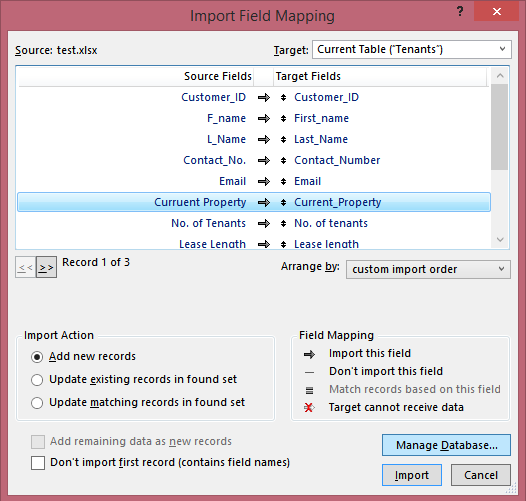 Import Field Mapping
? ×
Source: test.xlsx Target: Current Table ("Tenants")
Source Fields Target Fields
Customer_ID Customer_ID
F_name First_name
L_Name Last_Name
Contact_No. Contact_Number
Email Email
Curruent Property Current_Property
No. of Tenants No. of tenants
Lease Length Lease length
<< >> Record 1 of 3 Arrange by: custom import order
Import Action
Add new records
Update existing records in found set
Update matching records in found set
Field Mapping
Import this field
Don't import this field
Match records based on this field
Target cannot receive data
Add remaining data as new records
Don't import first record (contains field names)
Manage Database...
Import Cancel